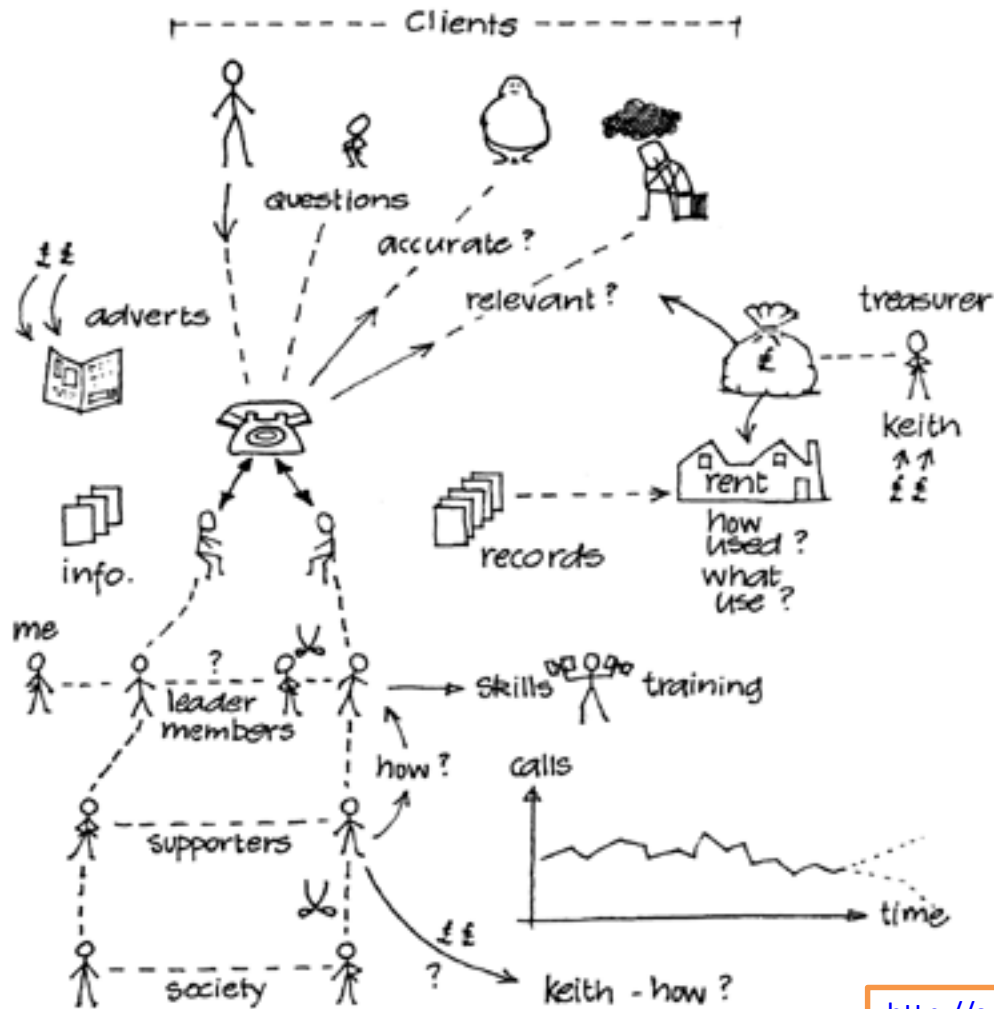 Clients
questions
accurate ?
relevant ?
£ £
adverts
treasurer
£
keith
£ £
rent
how
used ?
what
use ?
info.
records
me
?
leader
members
skills
training
how ?
calls
time
supporters
£ £
?
society
keith - how ?